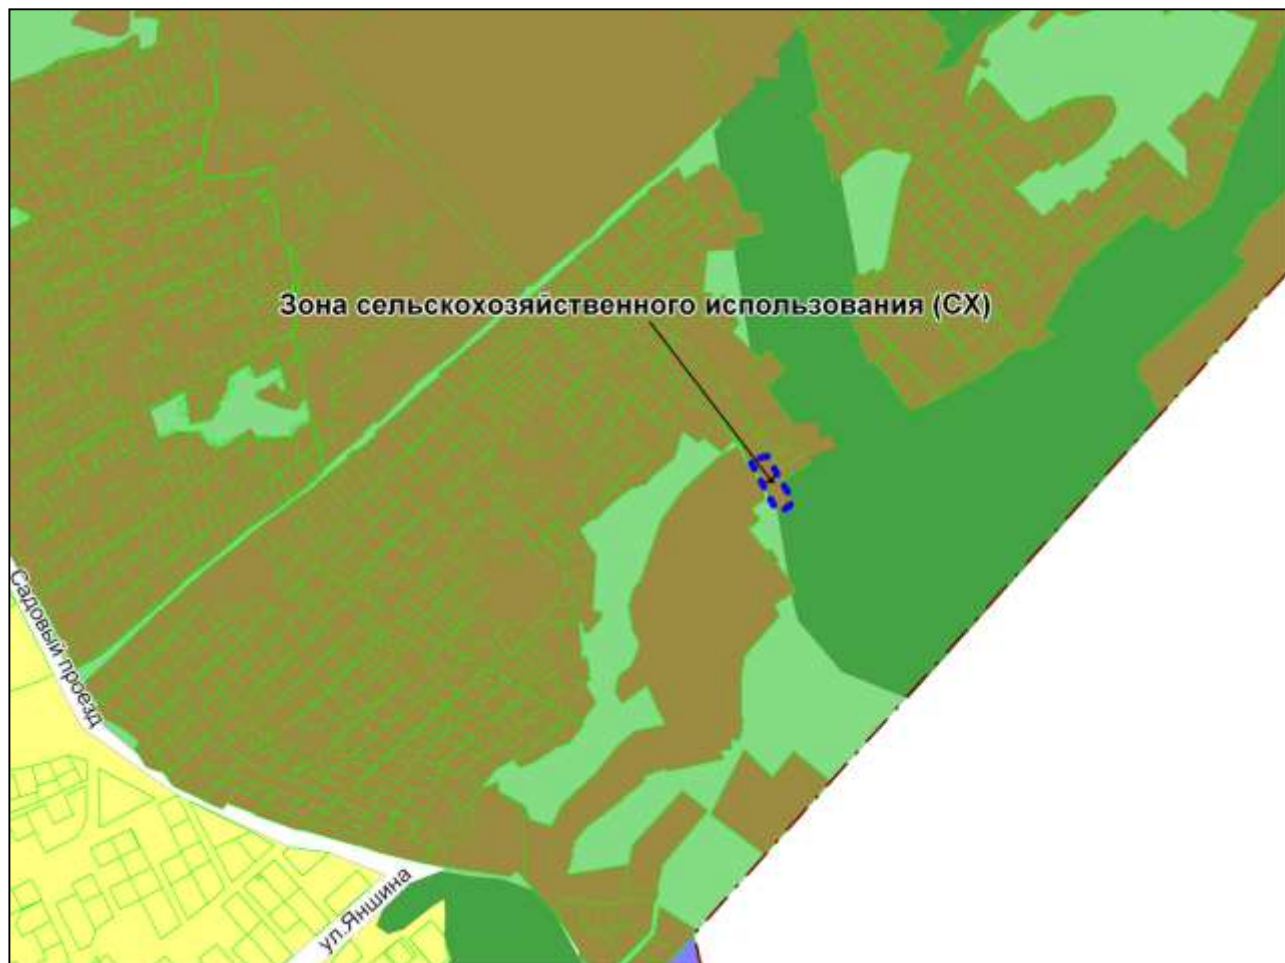 Зона сельскохозяйственного использования (СХ)
Садовый проезд
ул.Яншина